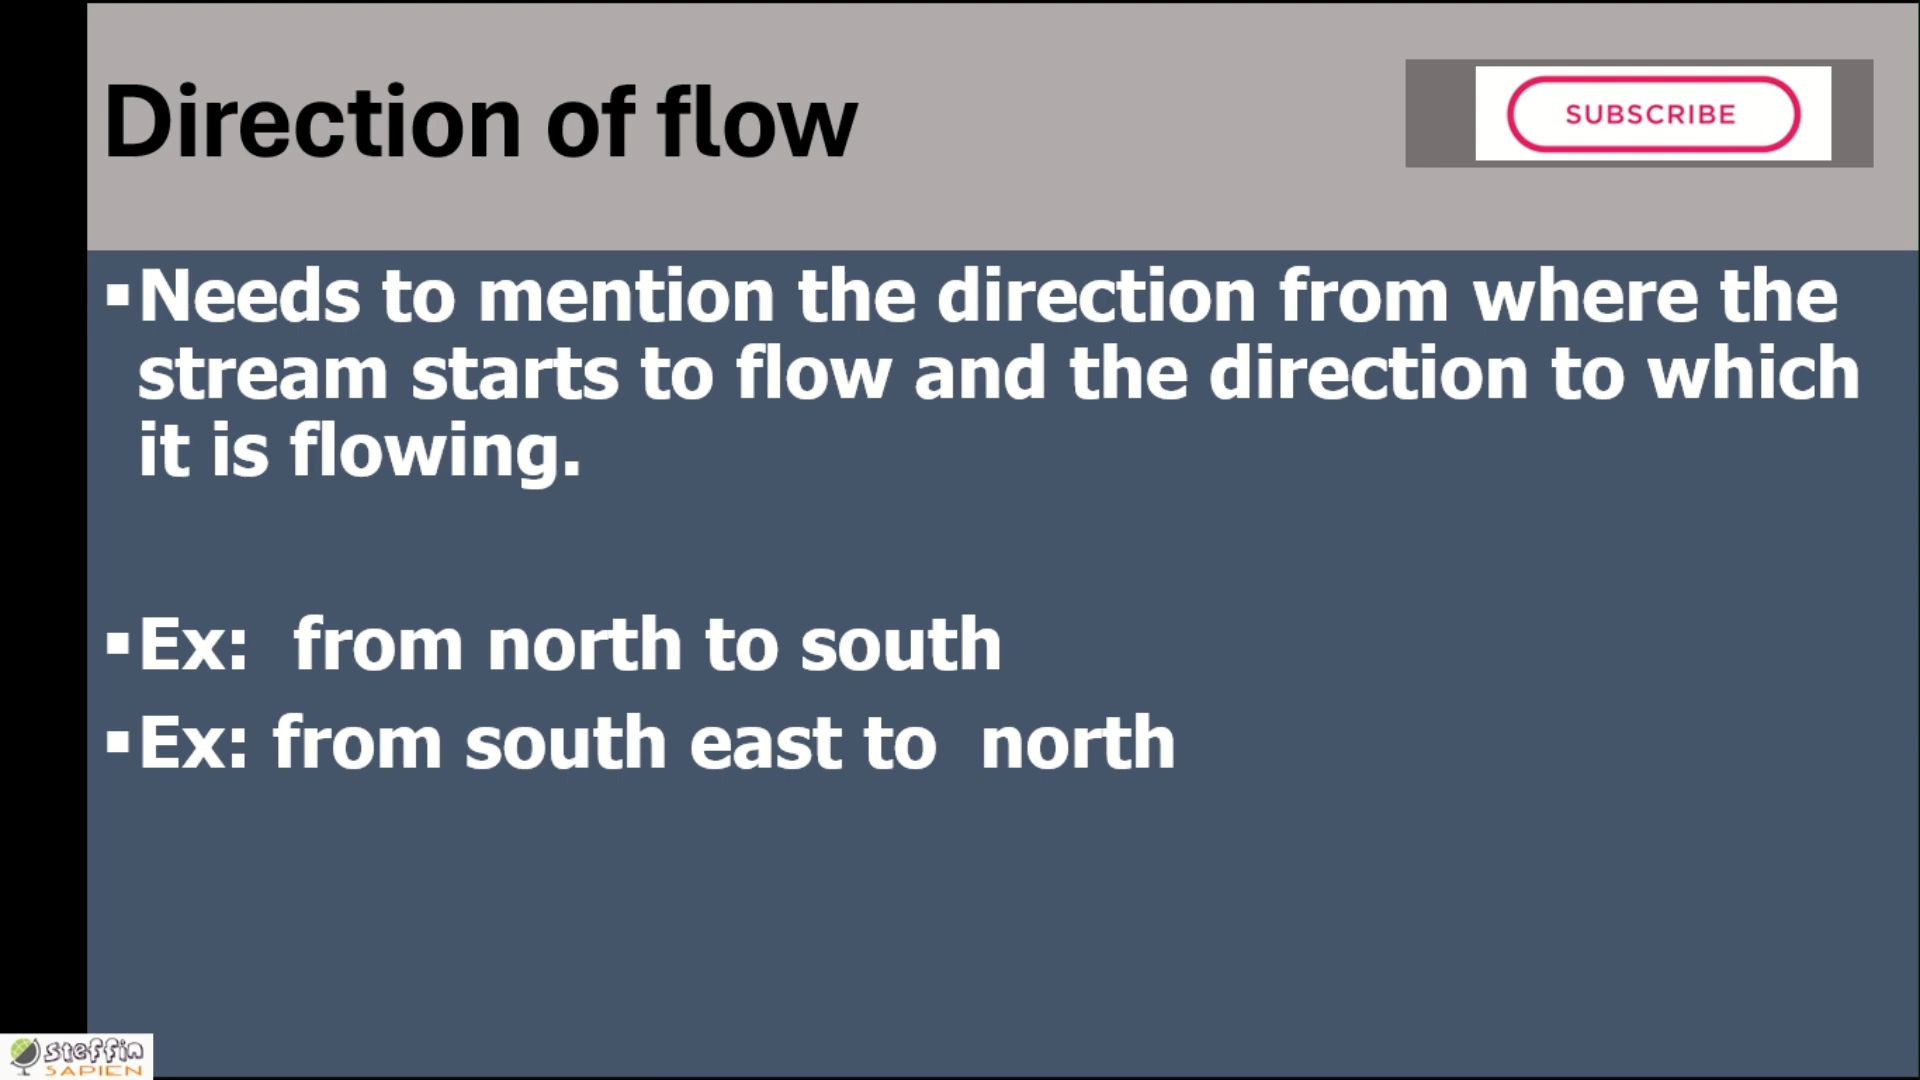 Direction of flow
SUBSCRIBE
▪Needs to mention the direction from where the
stream starts to flow and the direction to which
it is flowing.
▪Ex:  from north to south
▪Ex: from south east to  north
steffin
SAPIEN